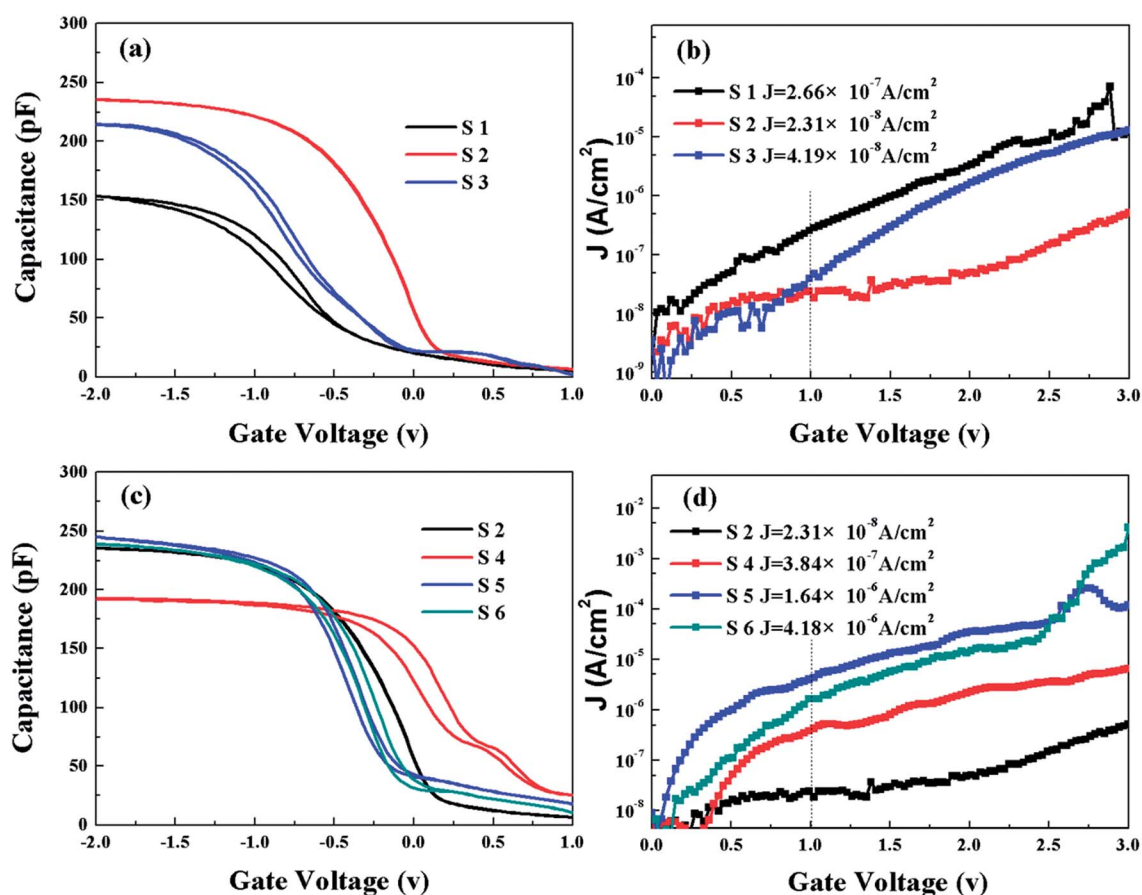 (a)
300
250
200
150
100
50
0
Capacitance (pF)
S 1
S 2
S 3
-2.0 -1.5 -1.0 -0.5 0.0 0.5 1.0
Gate Voltage (v)
(b)
10⁻⁴
10⁻⁵
10⁻⁶
10⁻⁷
10⁻⁸
10⁻⁹
J (A/cm²)
S 1 J=2.66× 10⁻⁷A/cm²
S 2 J=2.31× 10⁻⁸A/cm²
S 3 J=4.19× 10⁻⁸A/cm²
0.0 0.5 1.0 1.5 2.0 2.5 3.0
Gate Voltage (v)
(c)
300
250
200
150
100
50
0
Capacitance (pF)
S 2
S 4
S 5
S 6
-2.0 -1.5 -1.0 -0.5 0.0 0.5 1.0
Gate Voltage (v)
(d)
10⁻²
10⁻³
10⁻⁴
10⁻⁵
10⁻⁶
10⁻⁷
10⁻⁸
J (A/cm²)
S 2 J=2.31× 10⁻⁸A/cm²
S 4 J=3.84× 10⁻⁷A/cm²
S 5 J=1.64× 10⁻⁶A/cm²
S 6 J=4.18× 10⁻⁶A/cm²
0.0 0.5 1.0 1.5 2.0 2.5 3.0
Gate Voltage (v)